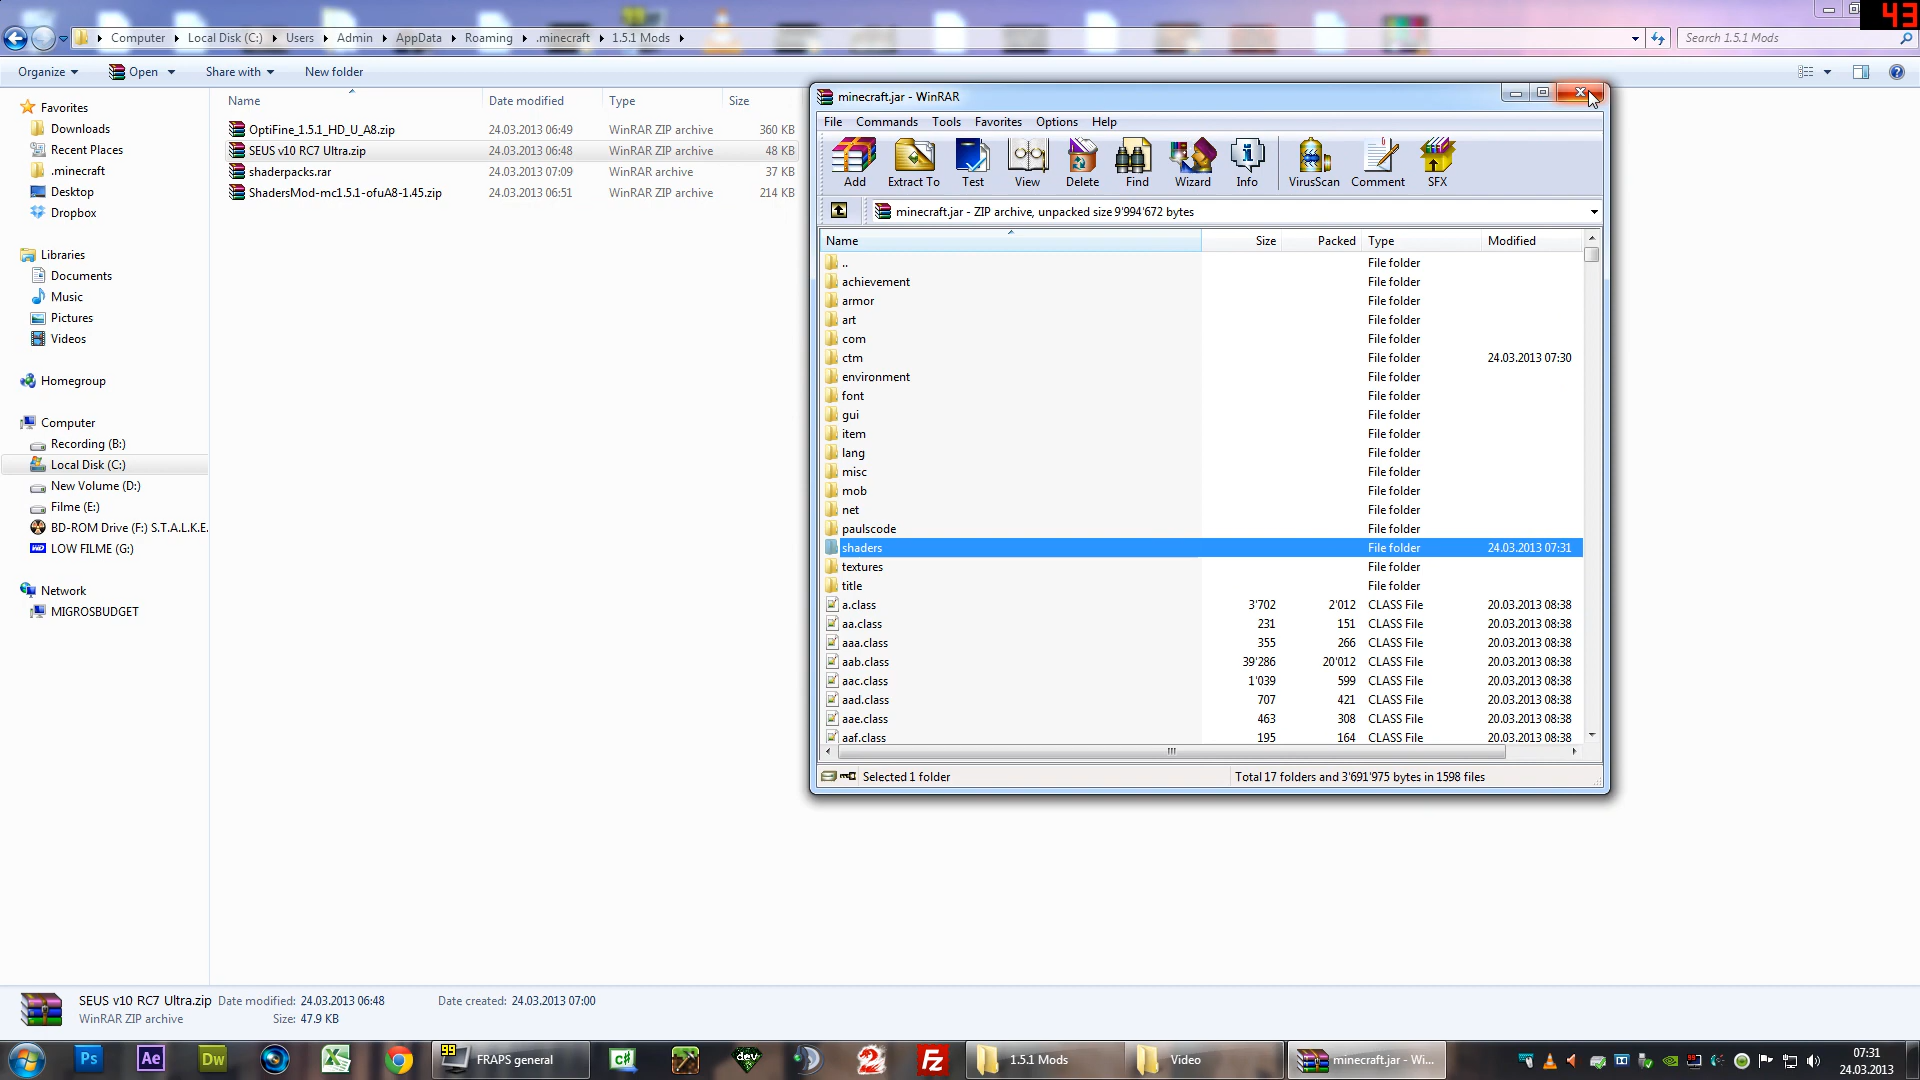 43
Computer Local Disk (C:) Users Admin AppData Roaming .minecraft 1.5.1 Mods
Search 1.5.1 Mods
Organize Open Share with New folder
Name Date modified Type Size
OptiFine_1.5.1_HD_U_A8.zip 24.03.2013 06:49 WinRAR ZIP archive 360 KB
SEUS v10 RC7 Ultra.zip 24.03.2013 06:48 WinRAR ZIP archive 48 KB
shaderpacks.rar 24.03.2013 07:09 WinRAR archive 37 KB
ShadersMod-mc1.5.1-ofuA8-1.45.zip 24.03.2013 06:51 WinRAR ZIP archive 214 KB
Favorites
Downloads
Recent Places
.minecraft
Desktop
Dropbox
Libraries
Documents
Music
Pictures
Videos
Homegroup
Computer
Recording (B:)
Local Disk (C:)
New Volume (D:)
Filme (E:)
BD-ROM Drive (F:) S.T.A.L.K.E.
LOW FILME (G:)
Network
MIGROSBUDGET
minecraft.jar - WinRAR
File Commands Tools Favorites Options Help
Add Extract To Test View Delete Find Wizard Info VirusScan Comment SFX
minecraft.jar - ZIP archive, unpacked size 9'994'672 bytes
Name Size Packed Type Modified
.. File folder
achievement File folder
armor File folder
art File folder
com File folder
ctm File folder 24.03.2013 07:30
environment File folder
font File folder
gui File folder
item File folder
lang File folder
misc File folder
mob File folder
net File folder
paulscode File folder
shaders File folder 24.03.2013 07:31
textures File folder
title File folder
a.class 3'702 2'012 CLASS File 20.03.2013 08:38
aa.class 231 151 CLASS File 20.03.2013 08:38
aaa.class 355 266 CLASS File 20.03.2013 08:38
aab.class 39'286 20'012 CLASS File 20.03.2013 08:38
aac.class 1'039 599 CLASS File 20.03.2013 08:38
aad.class 707 421 CLASS File 20.03.2013 08:38
aae.class 463 308 CLASS File 20.03.2013 08:38
aaf.class 195 164 CLASS File 20.03.2013 08:38
Selected 1 folder Total 17 folders and 3'691'975 bytes in 1598 files
SEUS v10 RC7 Ultra.zip Date modified: 24.03.2013 06:48 Date created: 24.03.2013 07:00
WinRAR ZIP archive Size: 47.9 KB
Ps Ae Dw 99 FRAPS general c# dev 2 Fz 1.5.1 Mods Video minecraft.jar - Wi...
07:31
24.03.2013